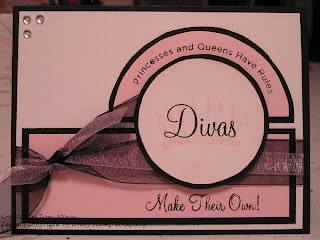 Princesses and Queens Have Rules
Divas
Make Their Own!